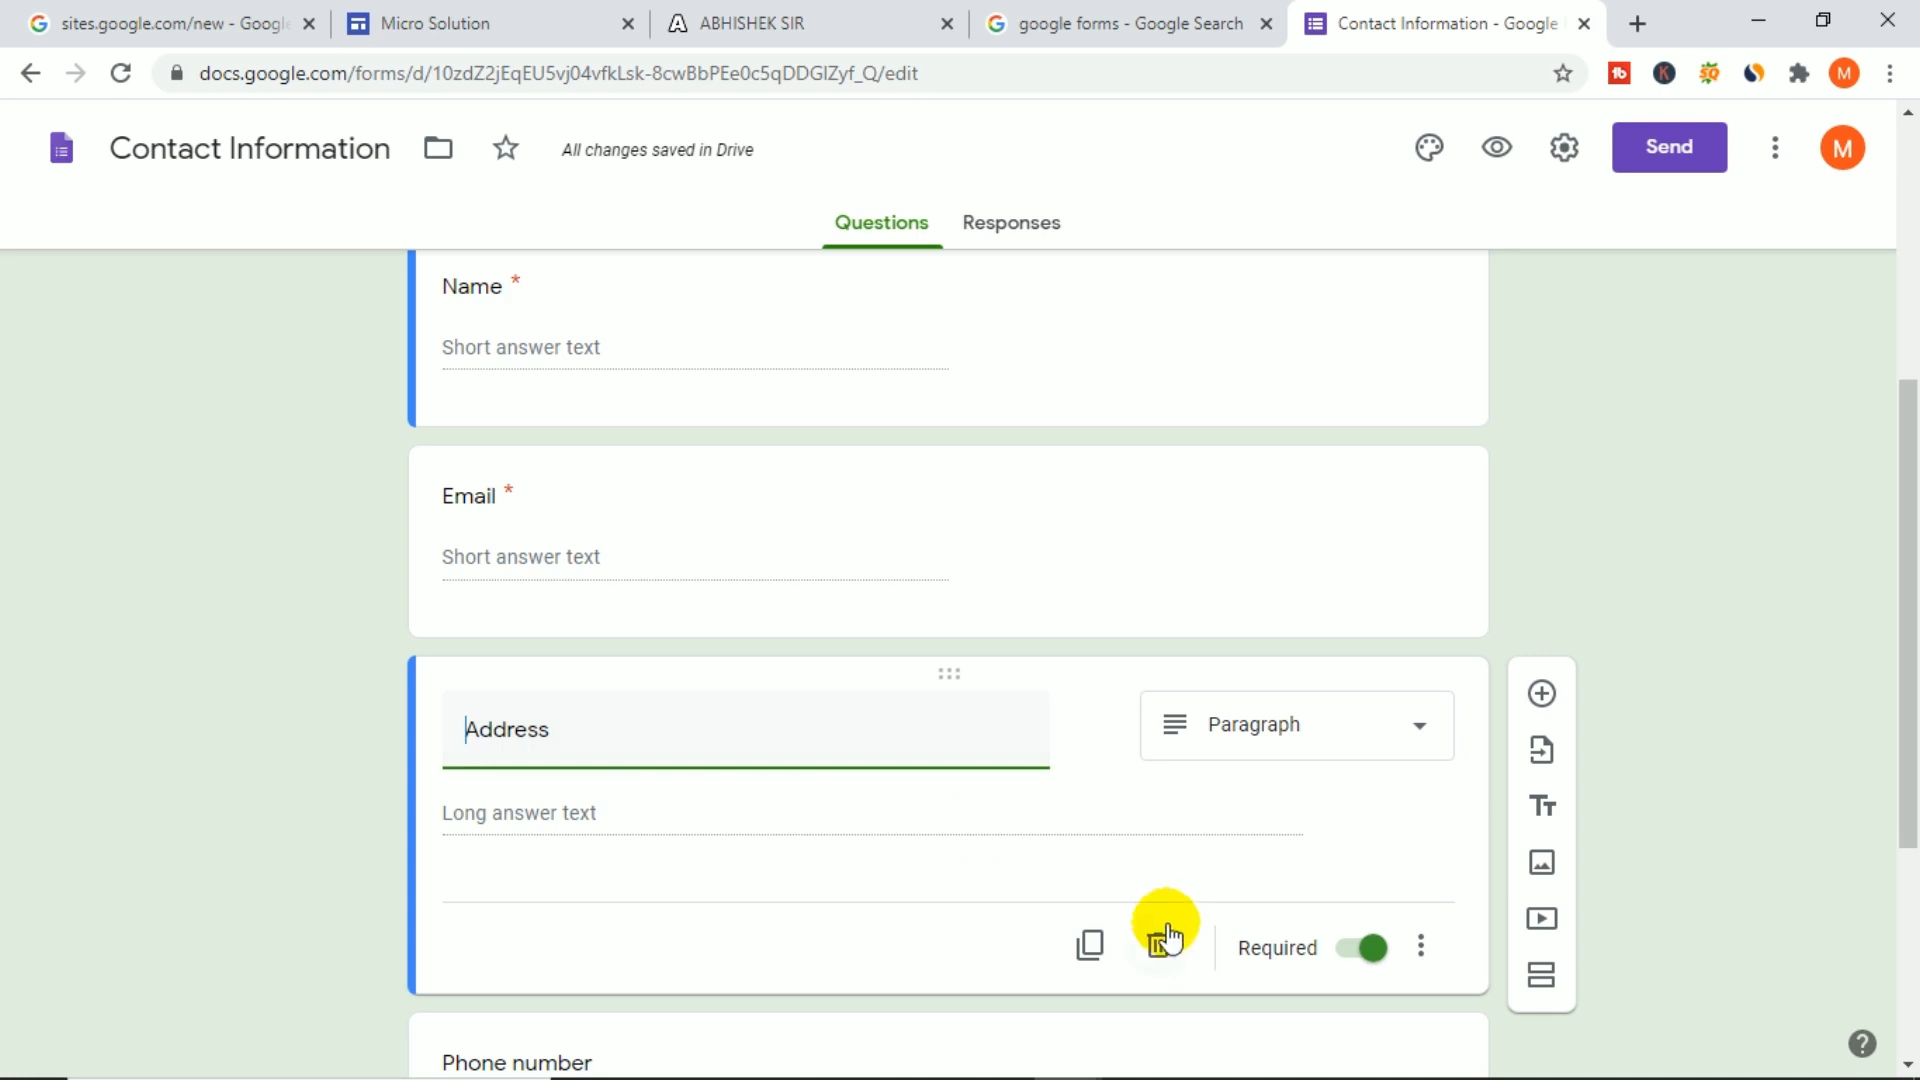 sites.google.com/new - Google
Micro Solution
ABHISHEK SIR
google forms - Google Search
Contact Information - Google
docs.google.com/forms/d/10zdZ2jEqEU5vj04vfkLsk-8cwBbPEe0c5qDDGIZyf_Q/edit
M
Contact Information
All changes saved in Drive
Send
M
Questions
Responses
Name *
Short answer text
Email *
Short answer text
Address
Paragraph
Long answer text
Required
Phone number